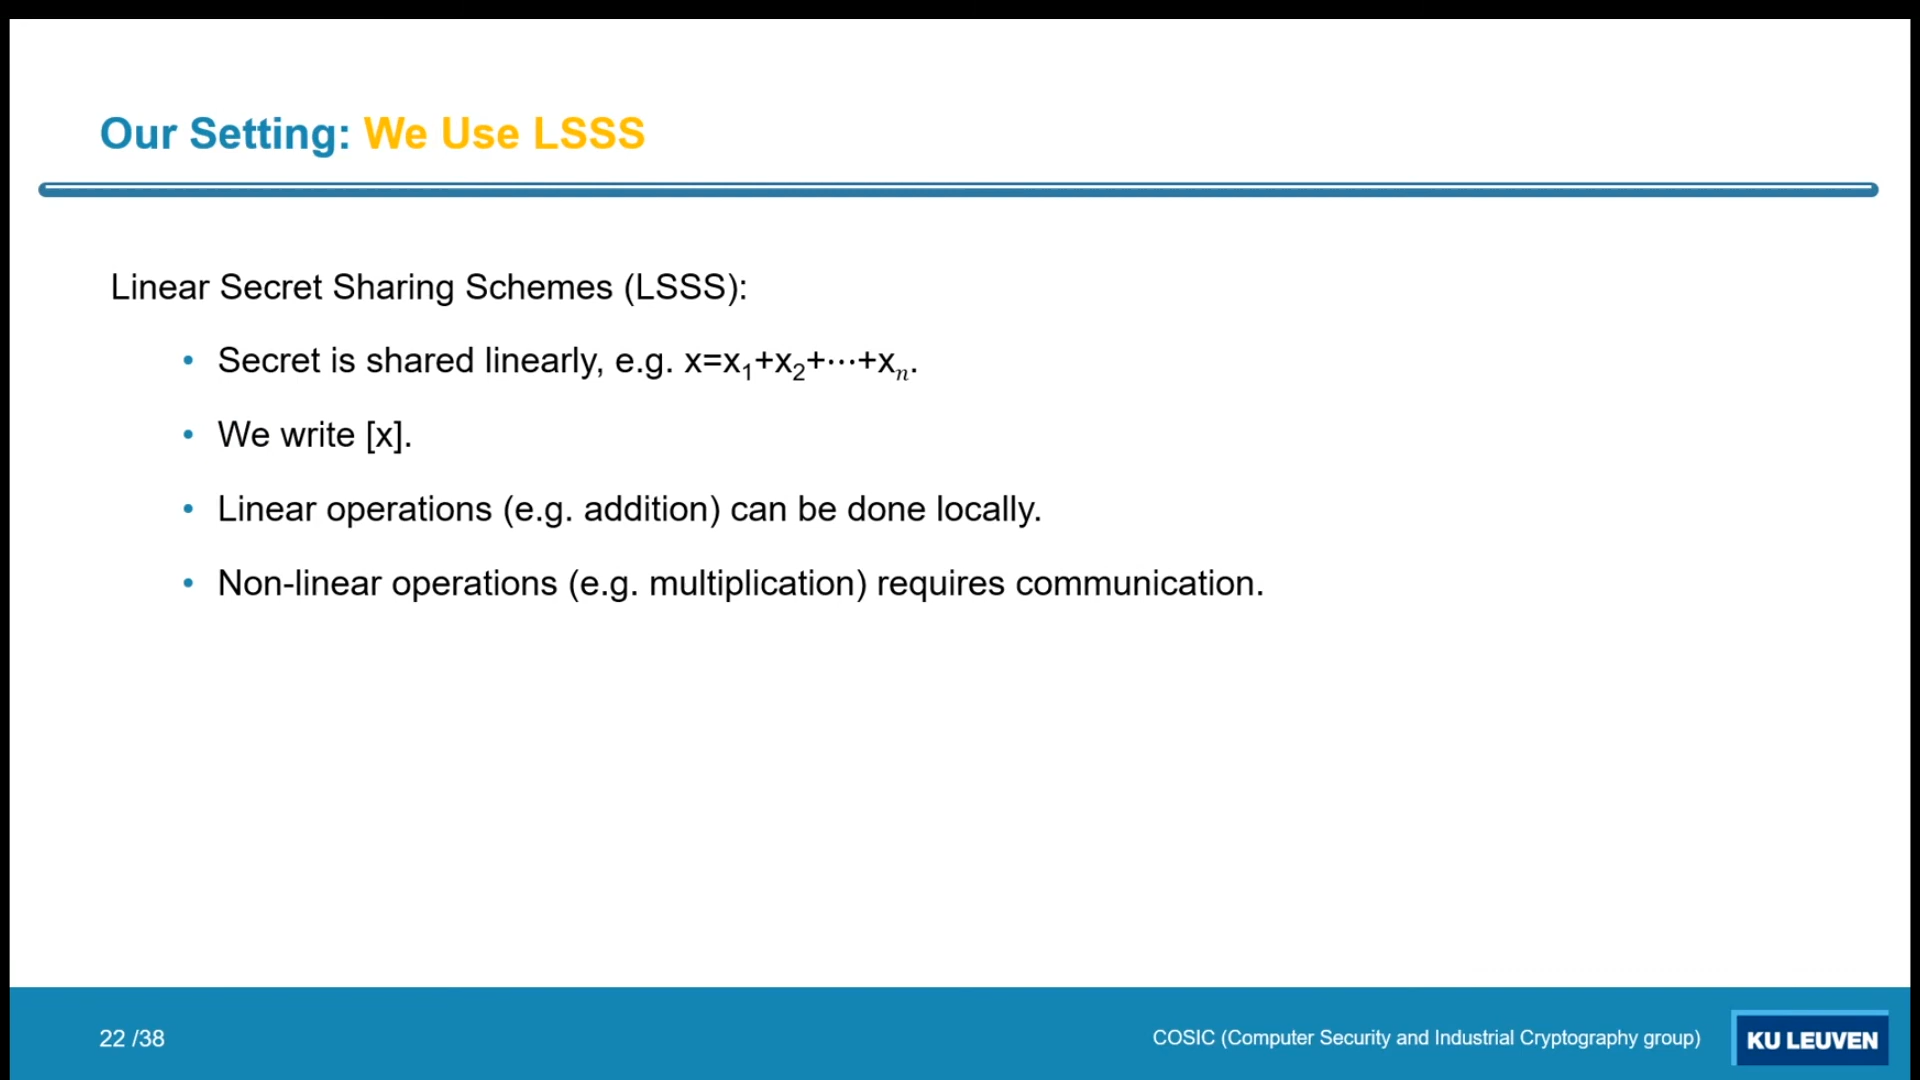 Our Setting: We Use LSSS
Linear Secret Sharing Schemes (LSSS):
• Secret is shared linearly, e.g. x=x₁+x₂+⋯+xₙ.
• We write [x].
• Linear operations (e.g. addition) can be done locally.
• Non-linear operations (e.g. multiplication) requires communication.
22 /38
COSIC (Computer Security and Industrial Cryptography group)
KU LEUVEN